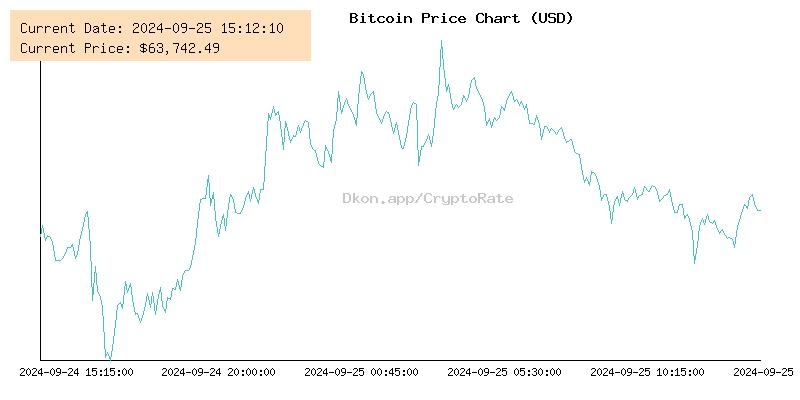 Bitcoin Price Chart (USD)
Current Date: 2024-09-25 15:12:10
Current Price: $63,742.49
Dkon.app/CryptoRate
2024-09-24 15:15:00
2024-09-24 20:00:00
2024-09-25 00:45:00
2024-09-25 05:30:00
2024-09-25 10:15:00
2024-09-25